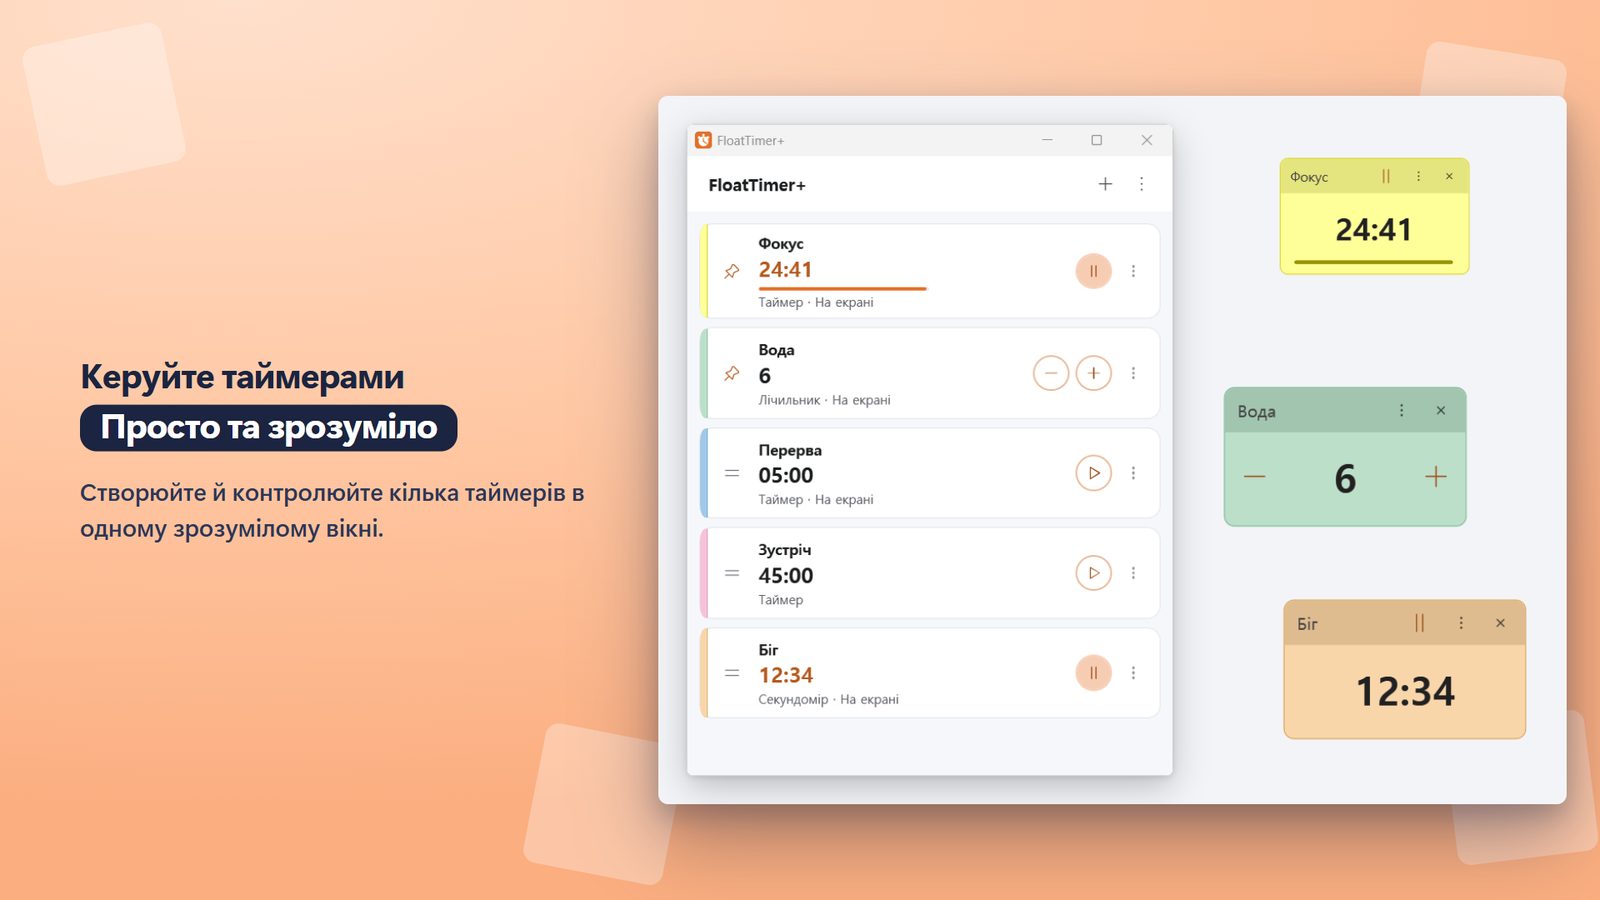 Керуйте таймерами
Просто та зрозуміло
Створюйте й контролюйте кілька таймерів в
одному зрозумілому вікні.
FloatTimer+
FloatTimer+
Фокус
24:41
Таймер · На екрані
Вода
6
Лічильник · На екрані
Перерва
05:00
Таймер · На екрані
Зустріч
45:00
Таймер
Біг
12:34
Секундомір · На екрані
Фокус
24:41
Вода
6
Біг
12:34